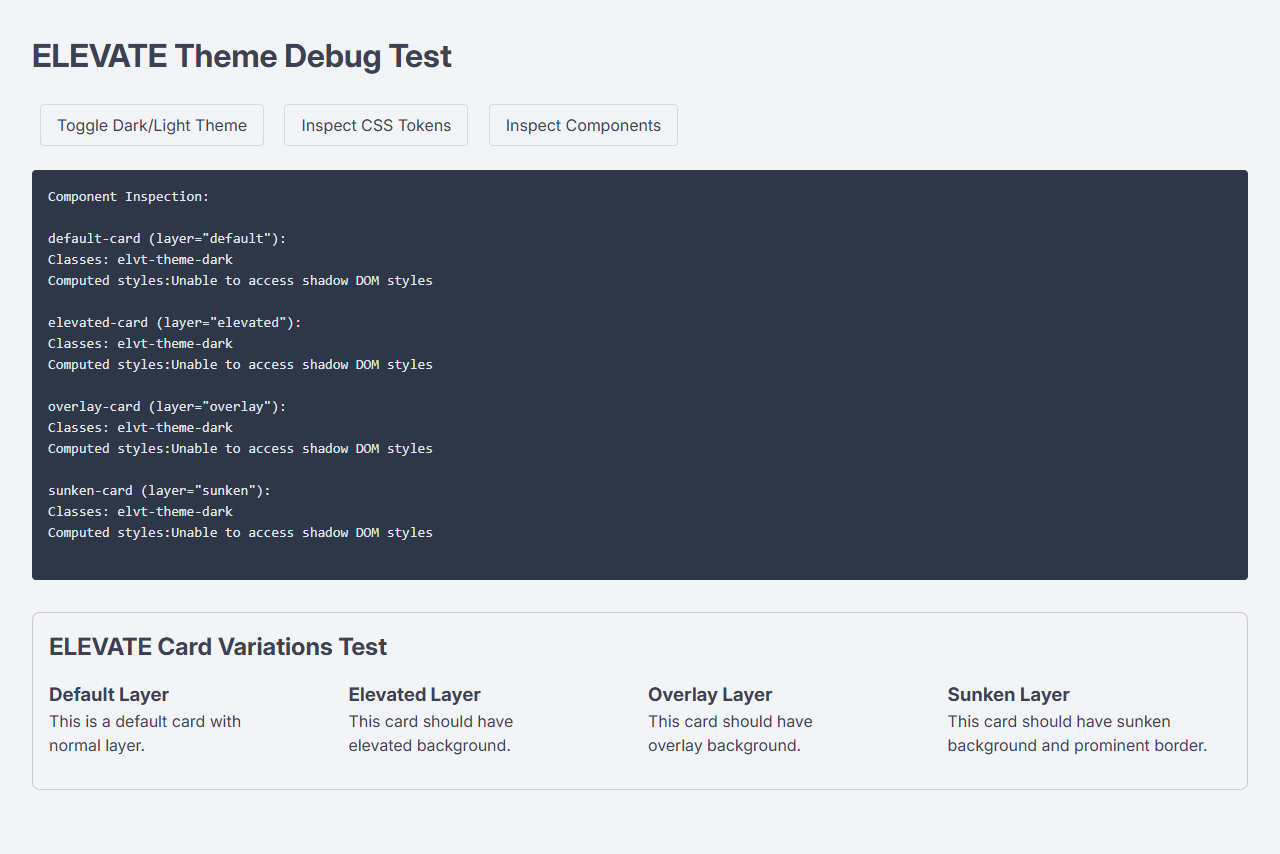 ELEVATE Theme Debug Test
Toggle Dark/Light Theme
Inspect CSS Tokens
Inspect Components
Component Inspection:
default-card (layer="default"):
Classes: elvt-theme-dark
Computed styles:Unable to access shadow DOM styles
elevated-card (layer="elevated"):
Classes: elvt-theme-dark
Computed styles:Unable to access shadow DOM styles
overlay-card (layer="overlay"):
Classes: elvt-theme-dark
Computed styles:Unable to access shadow DOM styles
sunken-card (layer="sunken"):
Classes: elvt-theme-dark
Computed styles:Unable to access shadow DOM styles
ELEVATE Card Variations Test
Default Layer
This is a default card with
normal layer.
Elevated Layer
This card should have
elevated background.
Overlay Layer
This card should have
overlay background.
Sunken Layer
This card should have sunken
background and prominent border.